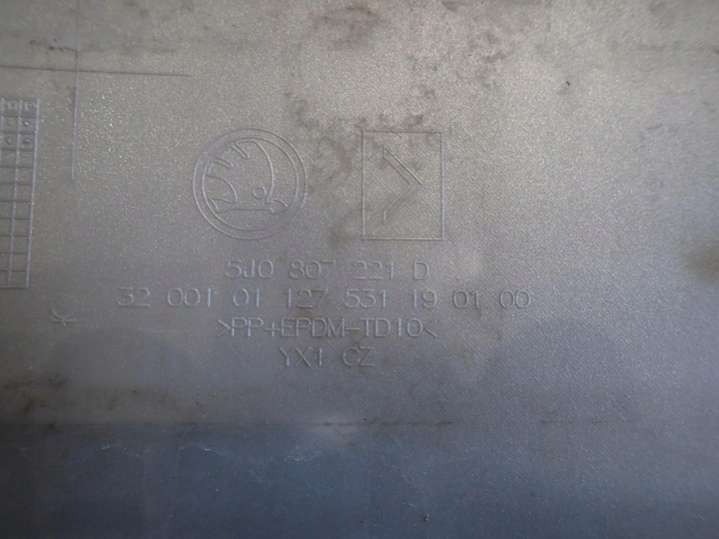 5J0 807 221 D
32 001 01 127 531 19 01 00
>PP+EPDM-TD10<
YX1 CZ